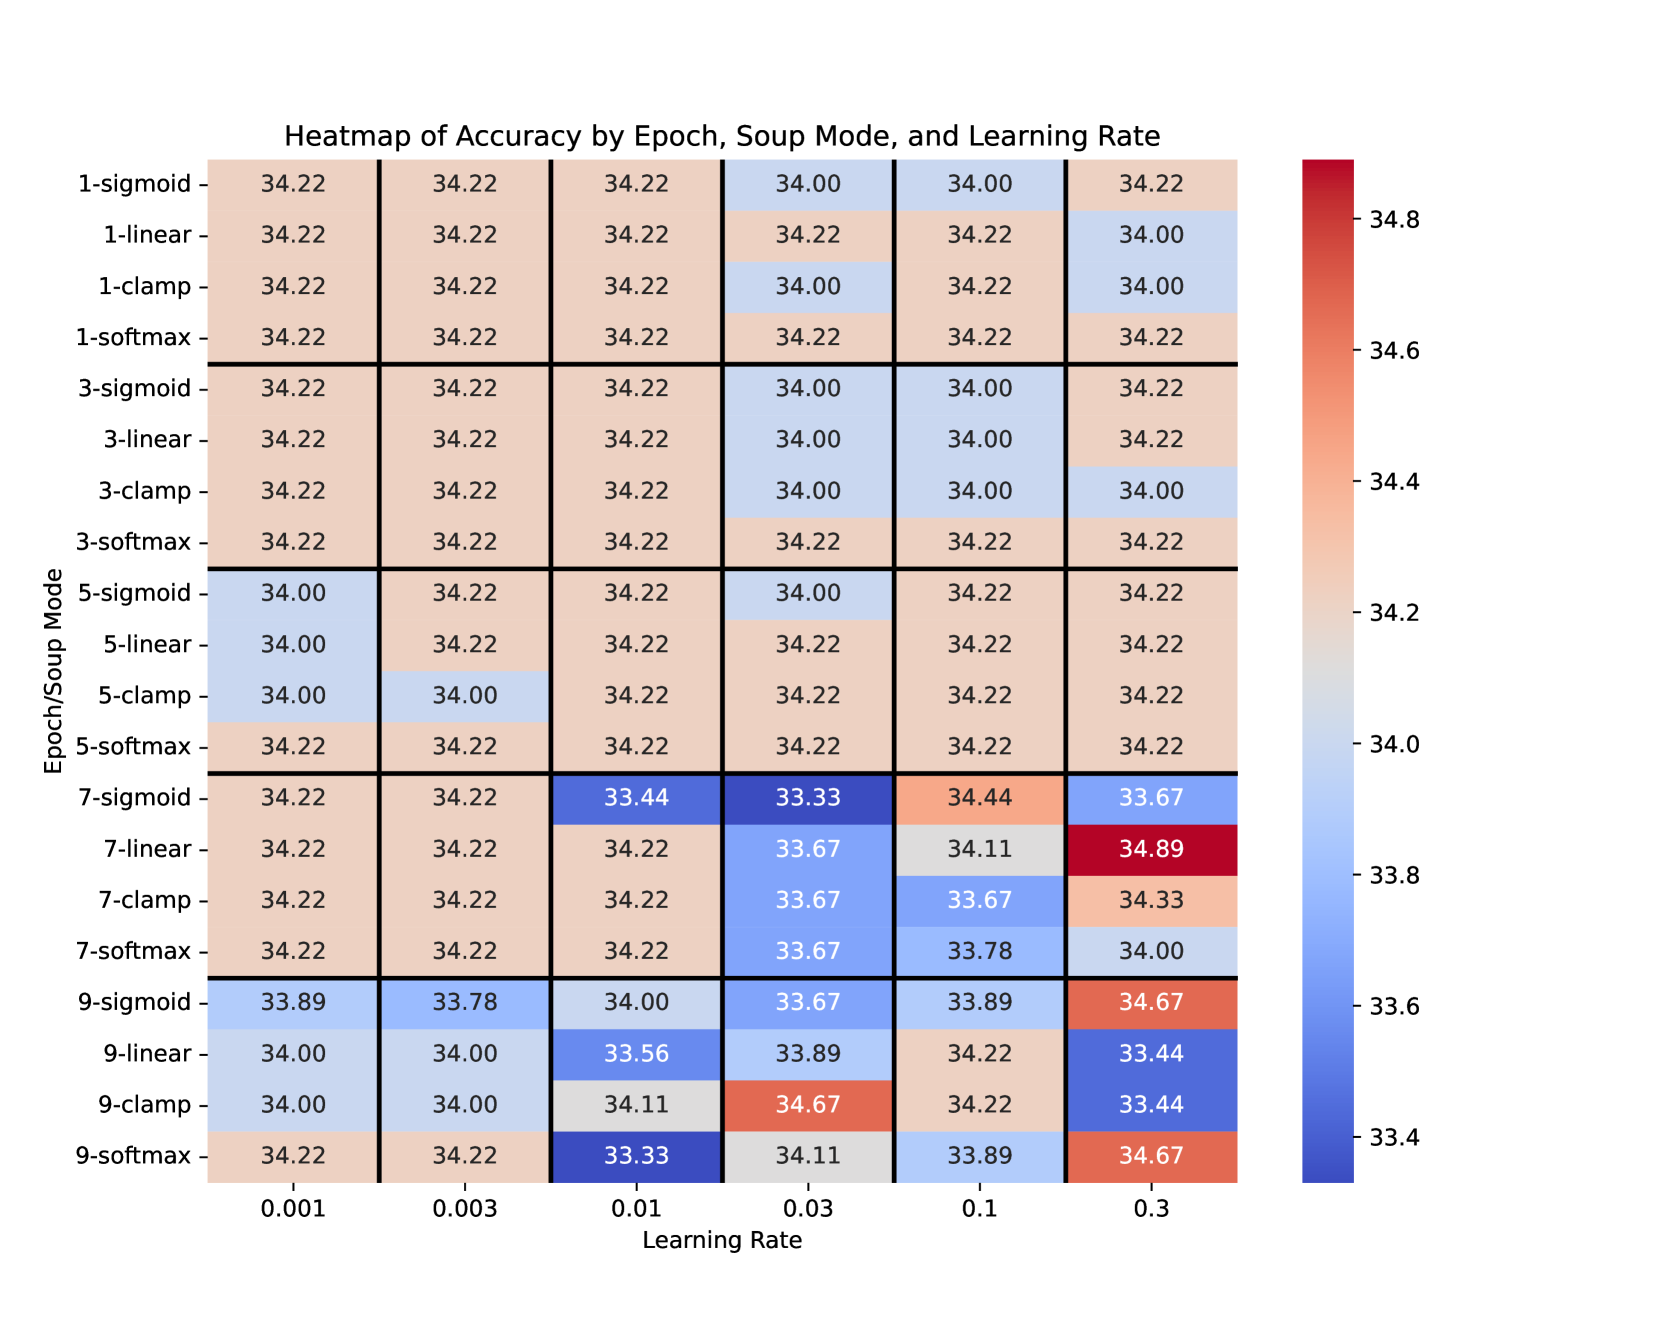 Heatmap of Accuracy by Epoch, Soup Mode, and Learning Rate
1-sigmoid 34.22 34.22 34.22 34.00 34.00 34.22
1-linear 34.22 34.22 34.22 34.22 34.22 34.00
1-clamp 34.22 34.22 34.22 34.00 34.22 34.00
1-softmax 34.22 34.22 34.22 34.22 34.22 34.22
3-sigmoid 34.22 34.22 34.22 34.00 34.00 34.22
3-linear 34.22 34.22 34.22 34.00 34.00 34.22
3-clamp 34.22 34.22 34.22 34.00 34.00 34.00
3-softmax 34.22 34.22 34.22 34.22 34.22 34.22
5-sigmoid 34.00 34.22 34.22 34.00 34.22 34.22
5-linear 34.00 34.22 34.22 34.22 34.22 34.22
5-clamp 34.00 34.00 34.22 34.22 34.22 34.22
5-softmax 34.22 34.22 34.22 34.22 34.22 34.22
7-sigmoid 34.22 34.22 33.44 33.33 34.44 33.67
7-linear 34.22 34.22 34.22 33.67 34.11 34.89
7-clamp 34.22 34.22 34.22 33.67 33.67 34.33
7-softmax 34.22 34.22 34.22 33.67 33.78 34.00
9-sigmoid 33.89 33.78 34.00 33.67 33.89 34.67
9-linear 34.00 34.00 33.56 33.89 34.22 33.44
9-clamp 34.00 34.00 34.11 34.67 34.22 33.44
9-softmax 34.22 34.22 33.33 34.11 33.89 34.67
0.001 0.003 0.01 0.03 0.1 0.3
Learning Rate
Epoch/Soup Mode
34.8
34.6
34.4
34.2
34.0
33.8
33.6
33.4